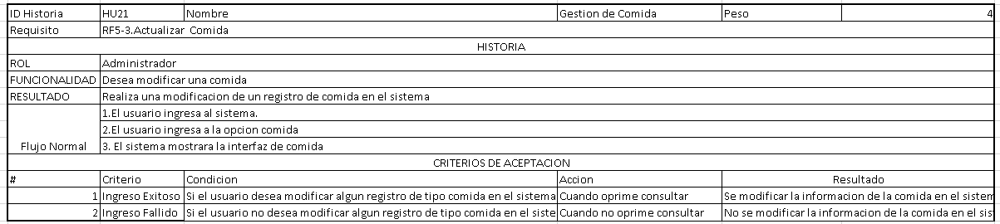 ID Historia HU21 Nombre Gestion de Comida Peso 4
Requisito RF5-3.Actualizar Comida
HISTORIA
ROL Administrador
FUNCIONALIDAD Desea modificar una comida
RESULTADO Realiza una modificacion de un registro de comida en el sistema
1.El usuario ingresa al sistema.
2.El usuario ingresa a la opcion comida
Flujo Normal 3. El sistema mostrara la interfaz de comida
CRITERIOS DE ACEPTACION
# Criterio Condicion Accion Resultado
1 Ingreso Exitoso Si el usuario desea modificar algun registro de tipo comida en el sistema Cuando oprime consultar Se modificar la informacion de la comida en el sistem
2 Ingreso Fallido Si el usuario no desea modificar algun registro de tipo comida en el siste Cuando no oprime consultar No se modificar la informacion de la comida en el sis